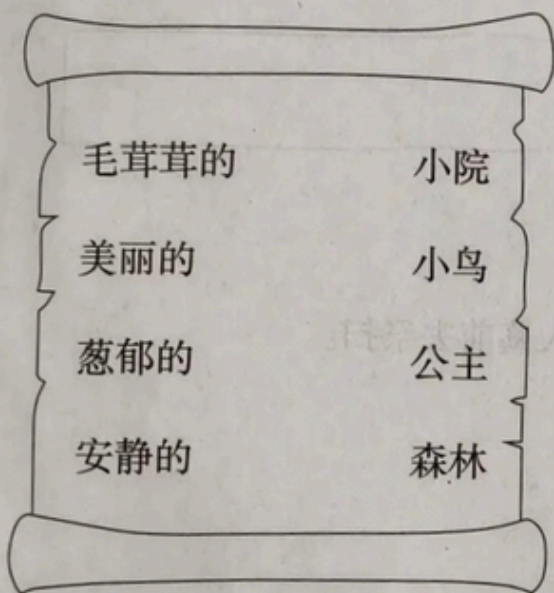 毛茸茸的 小院
美丽的 小鸟
葱郁的 公主
安静的 森林